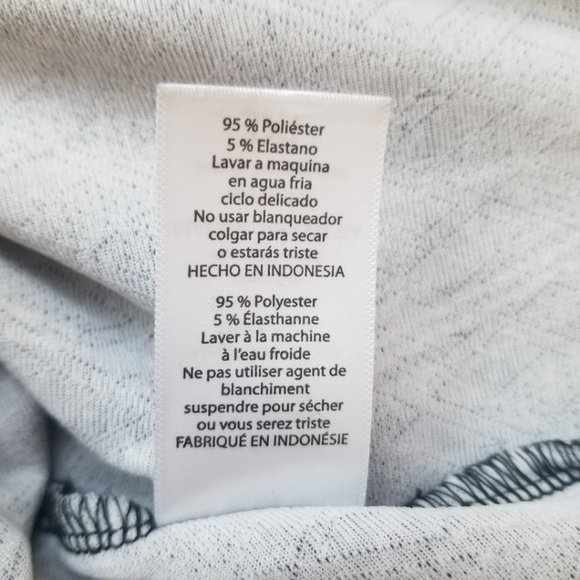 95 % Poliéster
5 % Elastano
Lavar a maquina
en agua fria
ciclo delicado
No usar blanqueador
colgar para secar
o estarás triste
HECHO EN INDONESIA
95 % Polyester
5 % Élasthanne
Laver à la machine
à l'eau froide
Ne pas utiliser agent de
blanchiment
suspendre pour sécher
ou vous serez triste
FABRIQUÉ EN INDONÉSIE